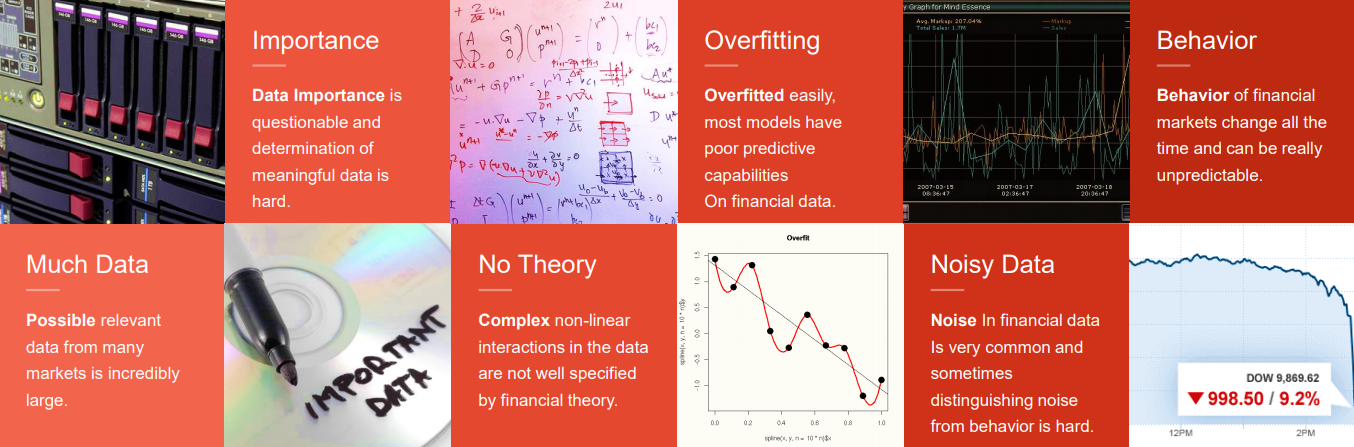 Importance
Data Importance is
questionable and
determination of
meaningful data is
hard.
Overfitting
Overfitted easily,
most models have
poor predictive
capabilities
On financial data.
y Graph for Mind Essence
Avg. Markup: 207.04%
Total Sales: 1.7M
Markup
Sales
2007-03-15
08:36:47
2007-03-17
02:36:47
2007-03-18
20:36:47
Behavior
Behavior of financial
markets change all the
time and can be really
unpredictable.
Much Data
Possible relevant
data from many
markets is incredibly
large.
IMPORTANT
DATA
No Theory
Complex non-linear
interactions in the data
are not well specified
by financial theory.
Overfit
spline(x, y, n = 10 * n)$y
1.5
1.0
0.5
0.0
-0.5
-1.0
0.0 0.2 0.4 0.6 0.8 1.0
spline(x, y, n = 10 * n)$x
Noisy Data
Noise In financial data
Is very common and
sometimes
distinguishing noise
from behavior is hard.
DOW 9,869.62
▼ 998.50 / 9.2%
12PM 2PM